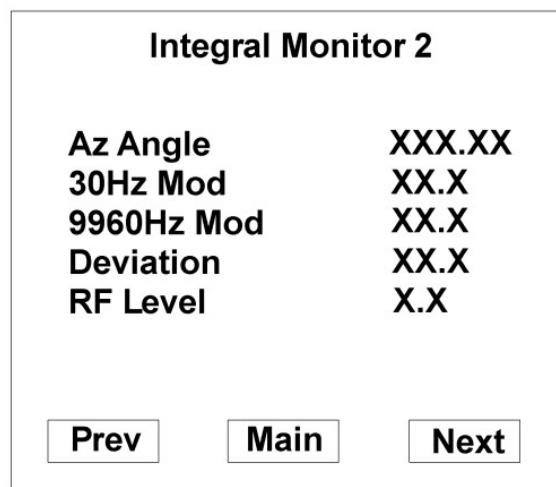 Integral Monitor 2
Az Angle XXX.XX
30Hz Mod XX.X
9960Hz Mod XX.X
Deviation XX.X
RF Level X.X
Prev Main Next